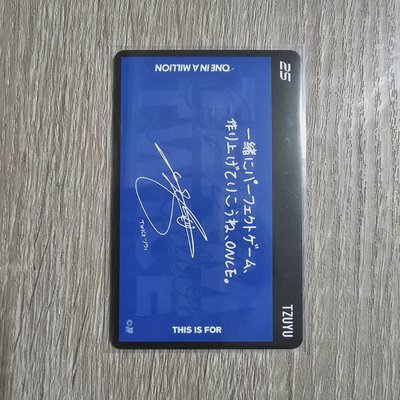 "ONE IN A MILLION
25
一緒にパーフェクトゲーム、
作り上げていこうね、ONCE。
TZUYU
THIS IS FOR